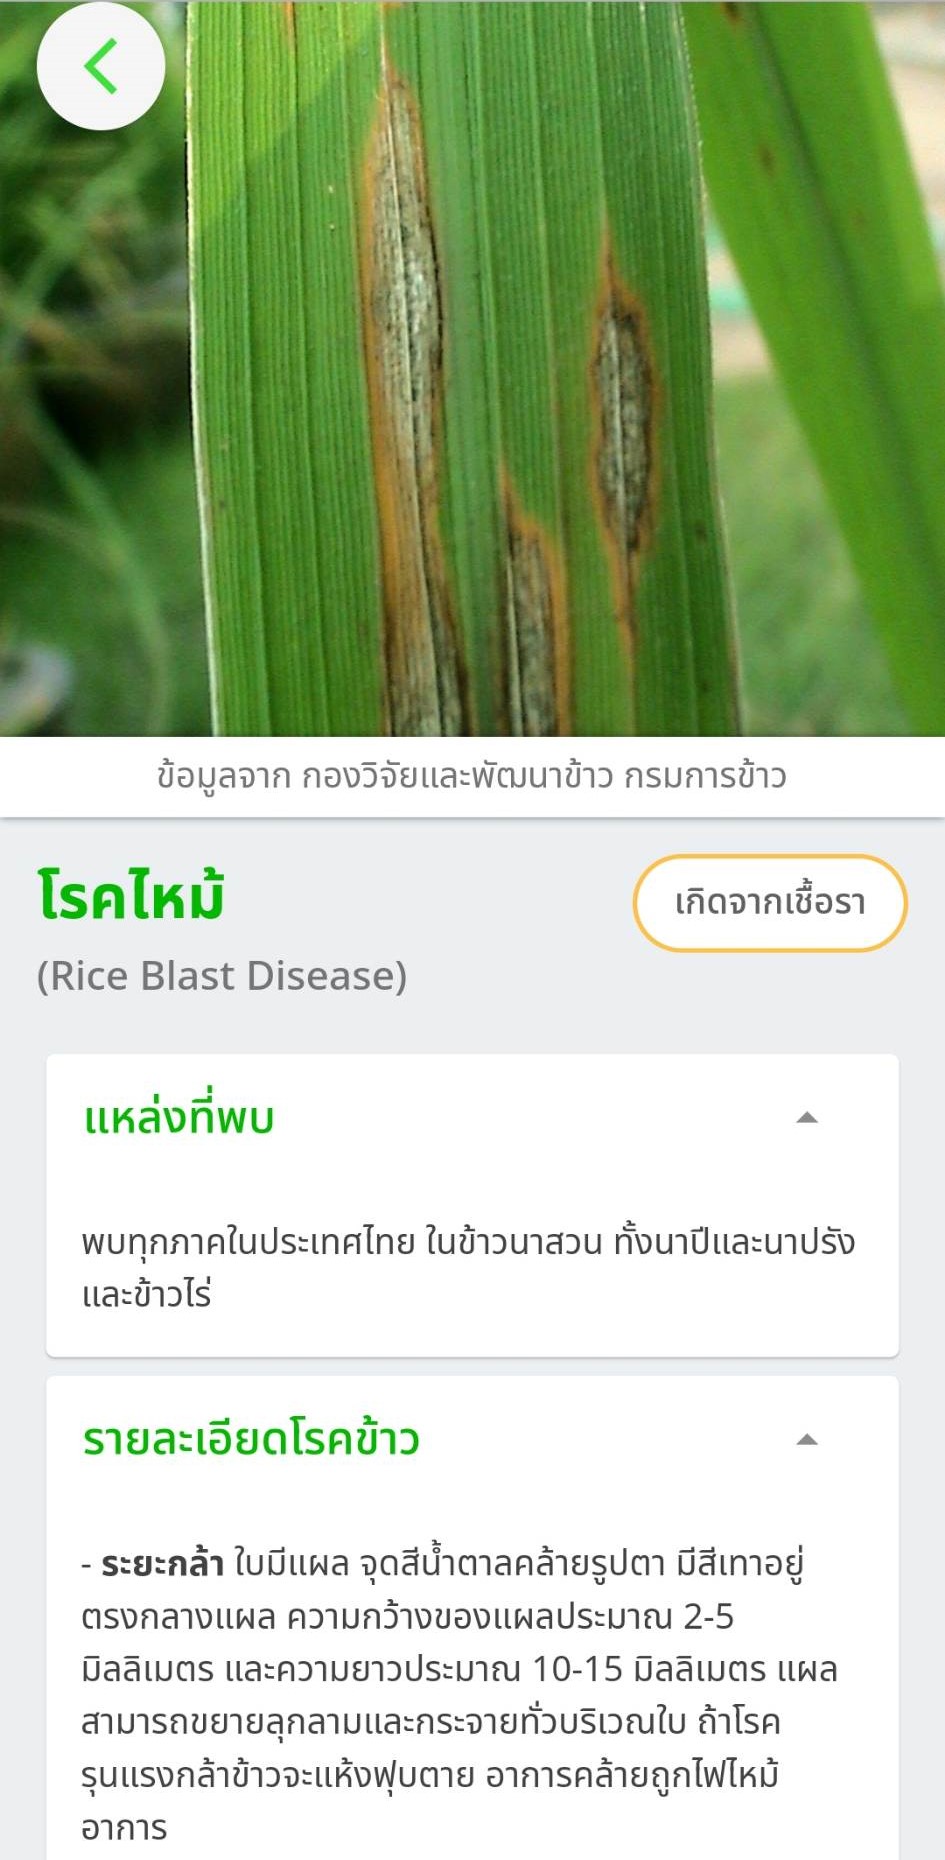 ข้อมูลจาก กองวิจัยและพัฒนาข้าว กรมการข้าว
โรคไหม้
เกิดจากเชื้อรา
(Rice Blast Disease)
แหล่งที่พบ
พบทุกภาคในประเทศไทย ในข้าวนาสวน ทั้งนาปีและนาปรัง
และข้าวไร่
รายละเอียดโรคข้าว
- ระยะกล้า ใบมีแผล จุดสีน้ำตาลคล้ายรูปตา มีสีเทาอยู่
ตรงกลางแผล ความกว้างของแผลประมาณ 2-5
มิลลิเมตร และความยาวประมาณ 10-15 มิลลิเมตร แผล
สามารถขยายลุกลามและกระจายทั่วบริเวณใบ ถ้าโรค
รุนแรงกล้าข้าวจะแห้งฟุบตาย อาการคล้ายถูกไฟไหม้
อาการ